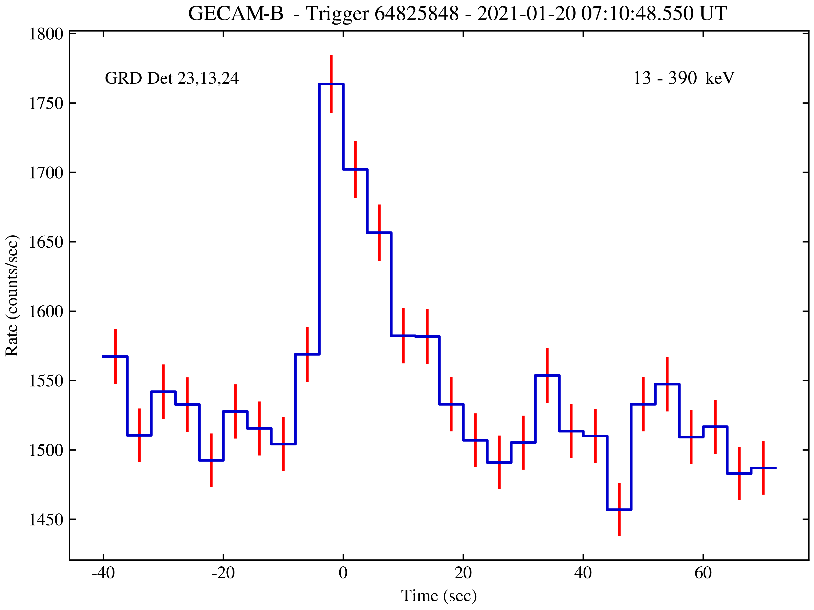 GECAM-B - Trigger 64825848 - 2021-01-20 07:10:48.550 UT
GRD Det 23,13,24
13 - 390 keV
1800
1750
1700
1650
1600
1550
1500
1450
Rate (counts/sec)
-40
-20
0
20
40
60
Time (sec)